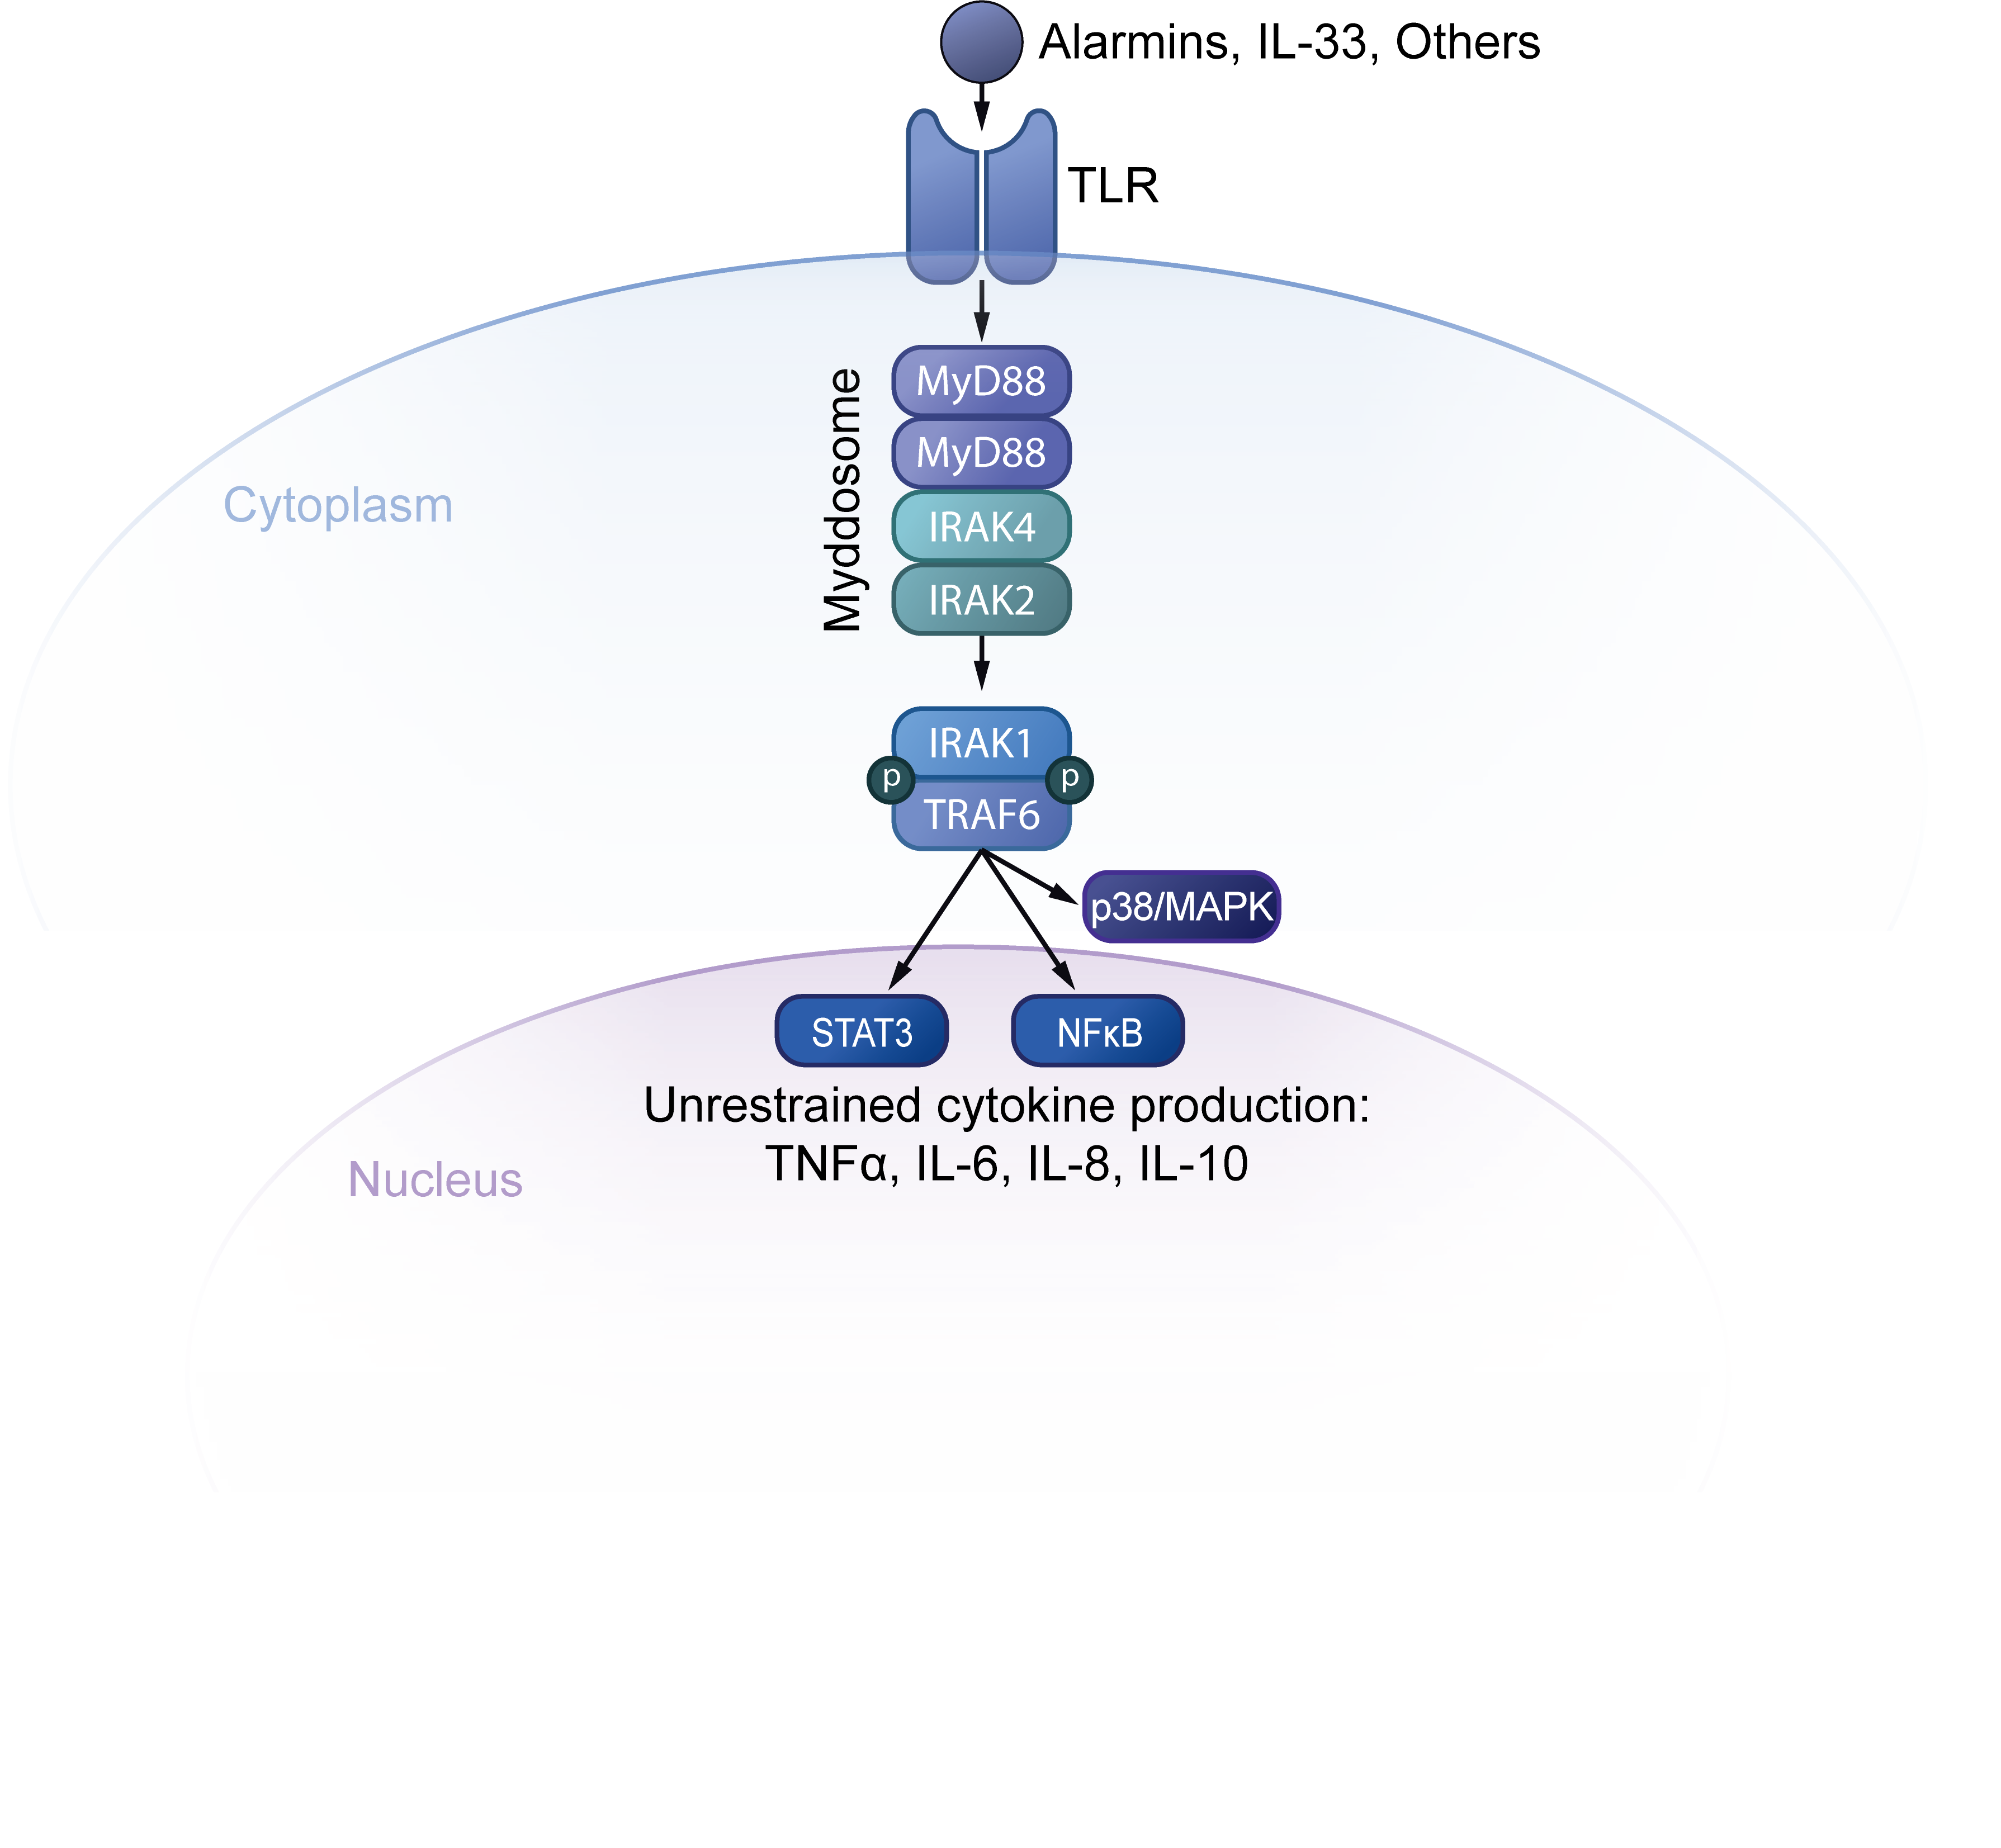 Alarmins, IL-33, Others
TLR
Myddosome
MyD88
MyD88
IRAK4
IRAK2
Cytoplasm
IRAK1
p
p
TRAF6
p38/MAPK
STAT3
NFκB
Unrestrained cytokine production:
TNFα, IL-6, IL-8, IL-10
Nucleus